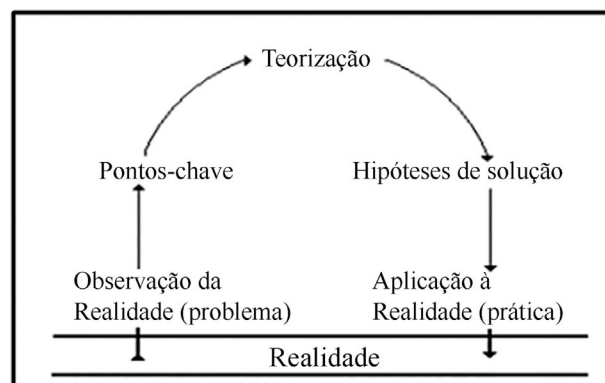 Teorização
Pontos-chave
Hipóteses de solução
Observação da
Realidade (problema)
Aplicação à
Realidade (prática)
Realidade